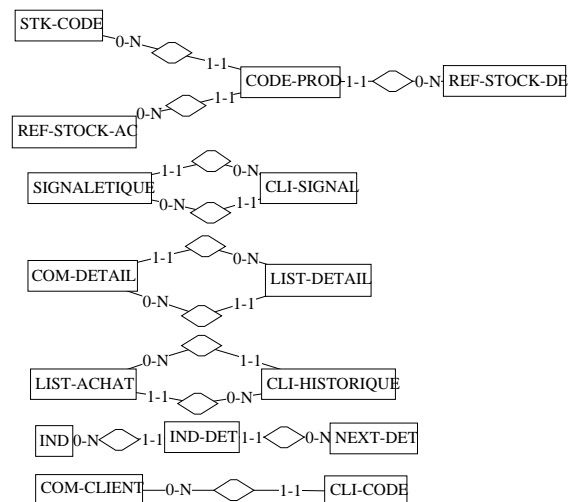 STK-CODE
0-N
1-1
CODE-PROD 1-1 0-N REF-STOCK-DE
0-N 1-1
REF-STOCK-AC
1-1 0-N
SIGNALETIQUE CLI-SIGNAL
0-N 1-1
1-1 0-N
COM-DETAIL LIST-DETAIL
0-N 1-1
0-N 1-1
LIST-ACHAT CLI-HISTORIQUE
1-1 0-N
IND 0-N 1-1 IND-DET 1-1 0-N NEXT-DET
COM-CLIENT 0-N 1-1 CLI-CODE